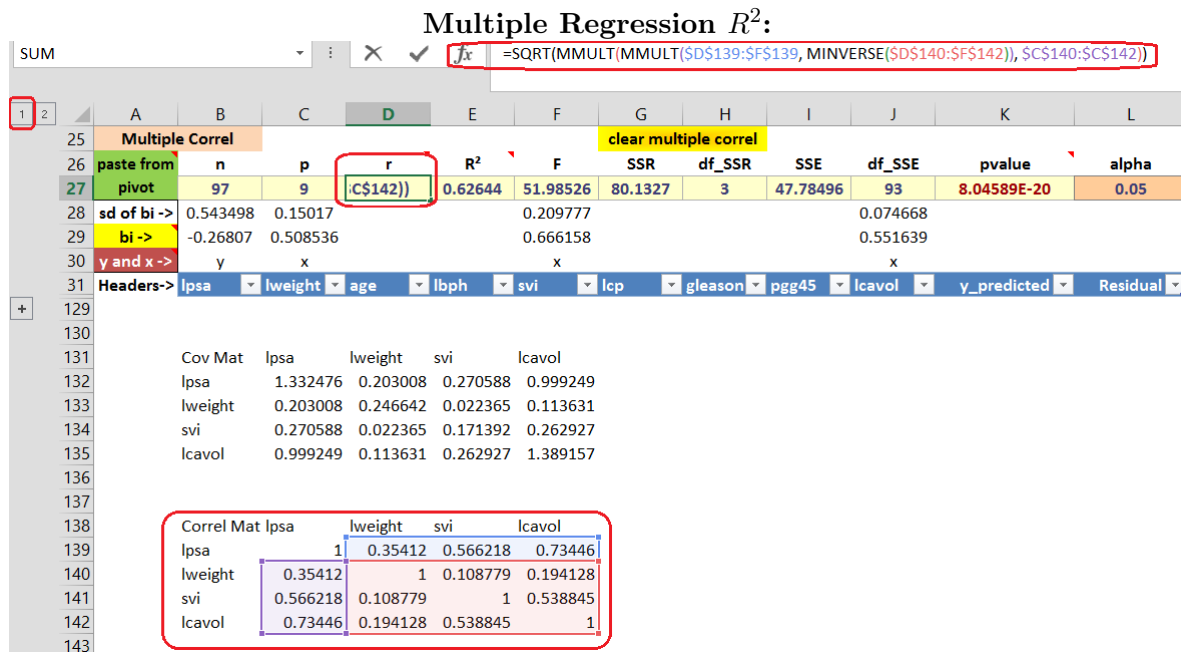 Multiple Regression R²:
SUM fx =SQRT(MMULT(MMULT($D$139:$F$139, MINVERSE($D$140:$F$142)), $C$140:$C$142))
1 2 A B C D E F G H I J K L
25 Multiple Correl clear multiple correl
26 paste from n p r R² F SSR df_SSR SSE df_SSE pvalue alpha
27 pivot 97 9 C$142)) 0.62644 51.98526 80.1327 3 47.78496 93 8.04589E-20 0.05
28 sd of bi -> 0.543498 0.15017 0.209777 0.074668
29 bi -> -0.26807 0.508536 0.666158 0.551639
30 y and x -> y x x x
31 Headers-> lpsa lweight age lbph svi lcp gleason pgg45 lcavol y_predicted Residual
+ 129
130
131 Cov Mat lpsa lweight svi lcavol
132 lpsa 1.332476 0.203008 0.270588 0.999249
133 lweight 0.203008 0.246642 0.022365 0.113631
134 svi 0.270588 0.022365 0.171392 0.262927
135 lcavol 0.999249 0.113631 0.262927 1.389157
136
137
138 Correl Mat lpsa lweight svi lcavol
139 lpsa 1 0.35412 0.566218 0.73446
140 lweight 0.35412 1 0.108779 0.194128
141 svi 0.566218 0.108779 1 0.538845
142 lcavol 0.73446 0.194128 0.538845 1
143